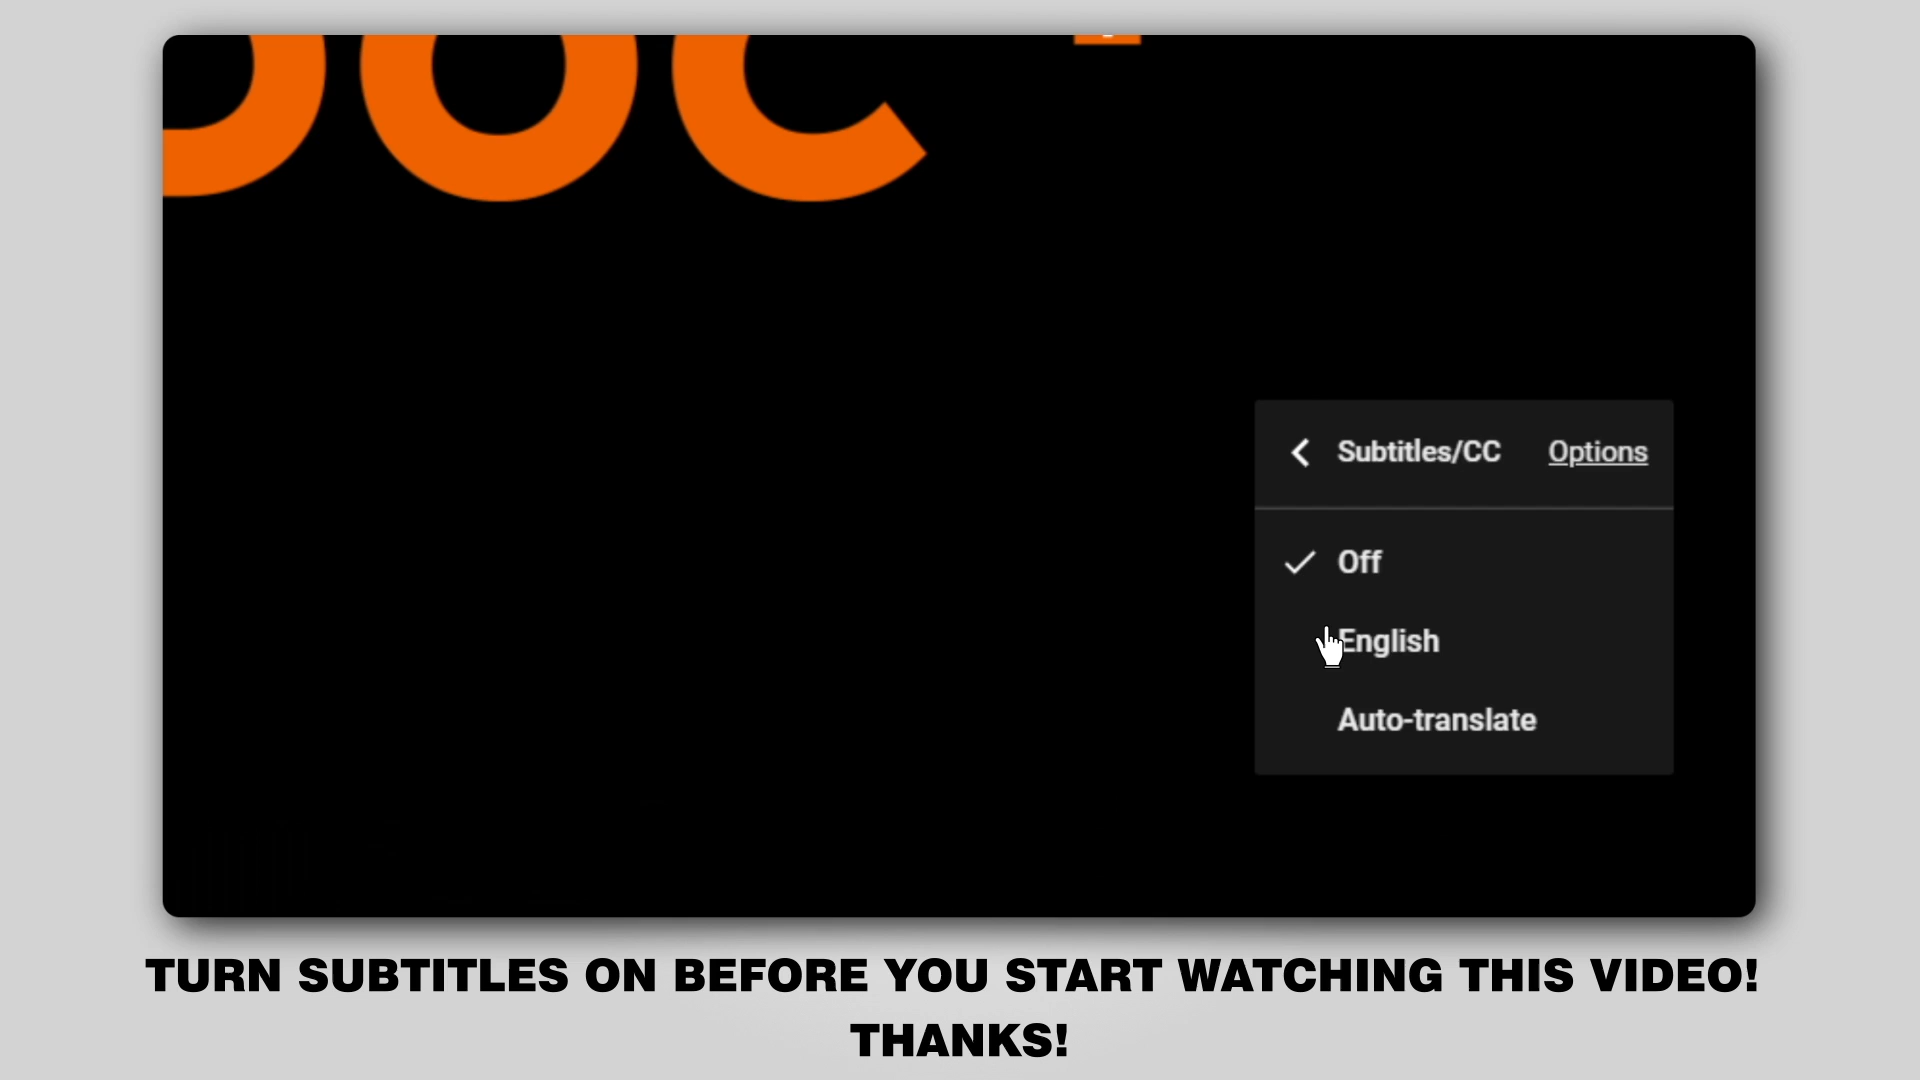 Subtitles/CC Options
Off
English
Auto-translate
TURN SUBTITLES ON BEFORE YOU START WATCHING THIS VIDEO!
THANKS!